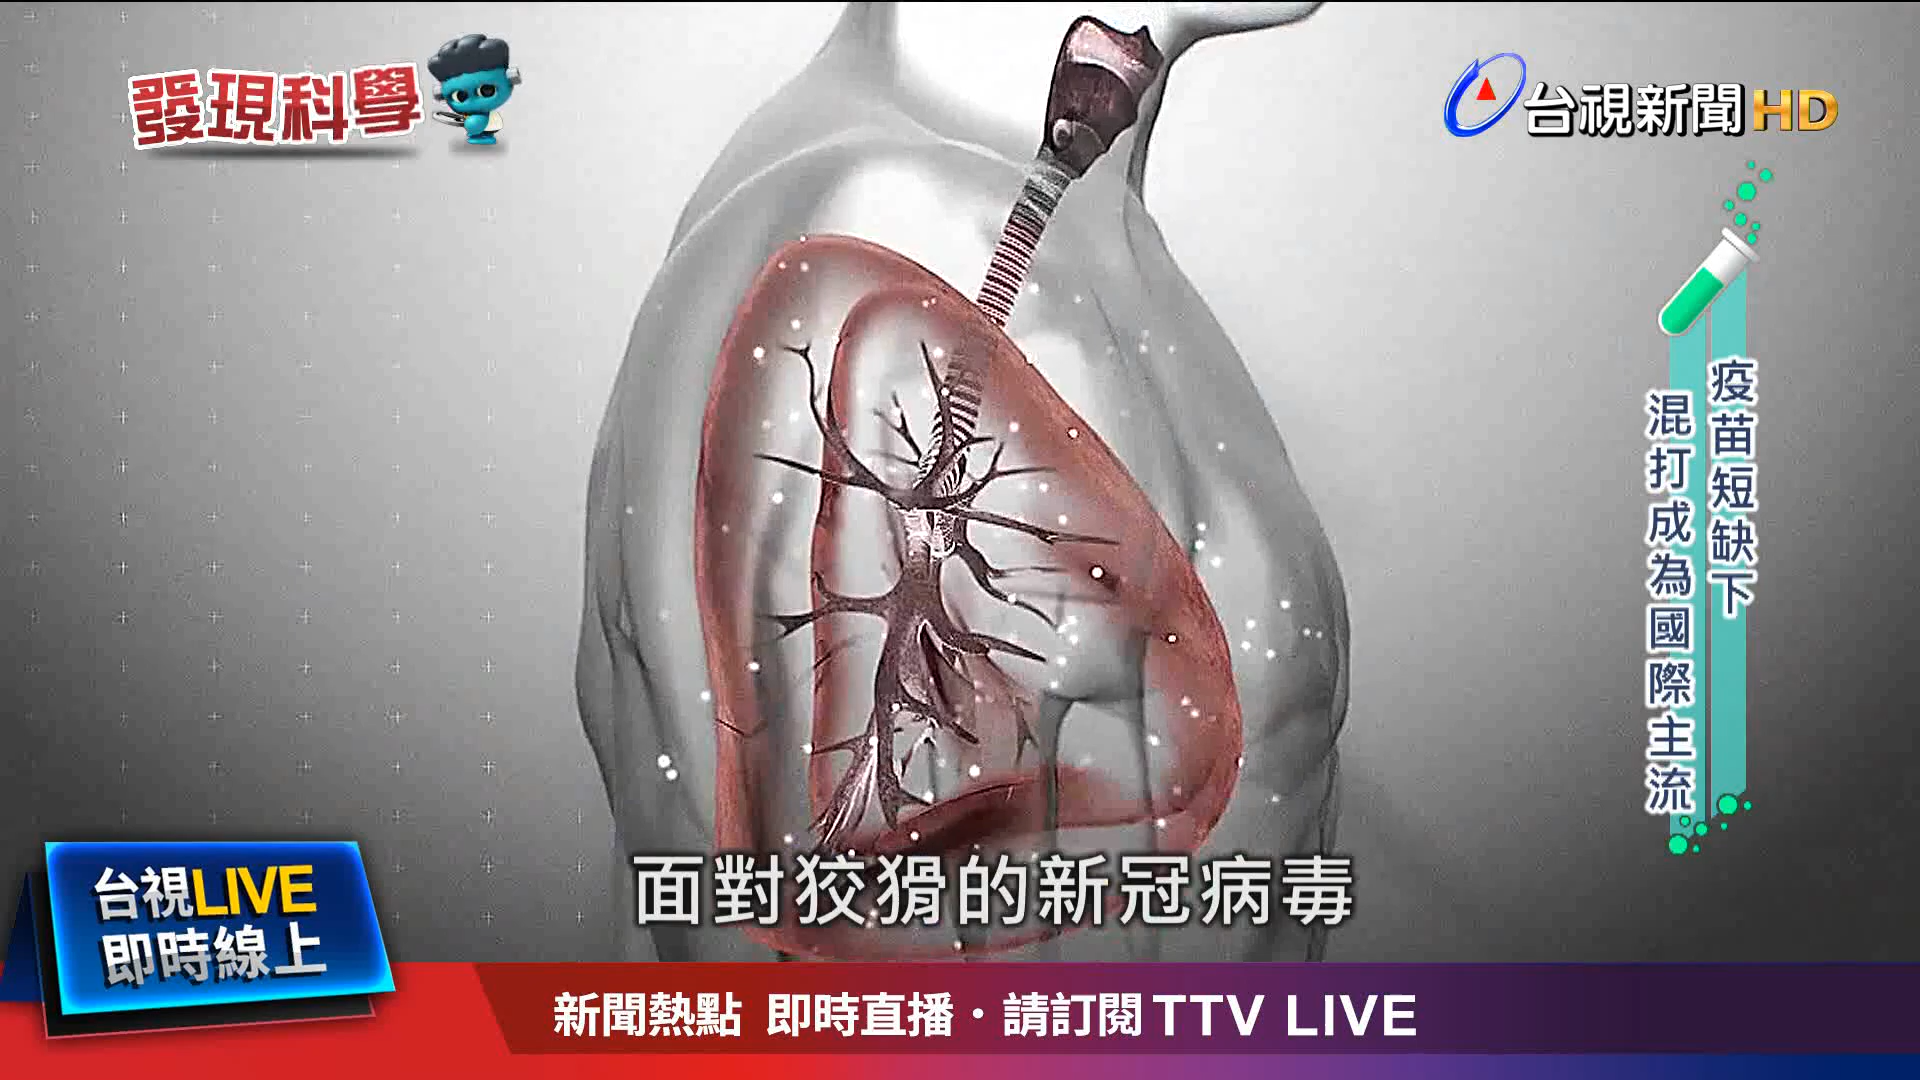 發現科學
台視新聞HD
疫苗短缺下
混打成為國際主流
面對狡猾的新冠病毒
台視LIVE
即時線上
新聞熱點 即時直播・請訂閱TTV LIVE